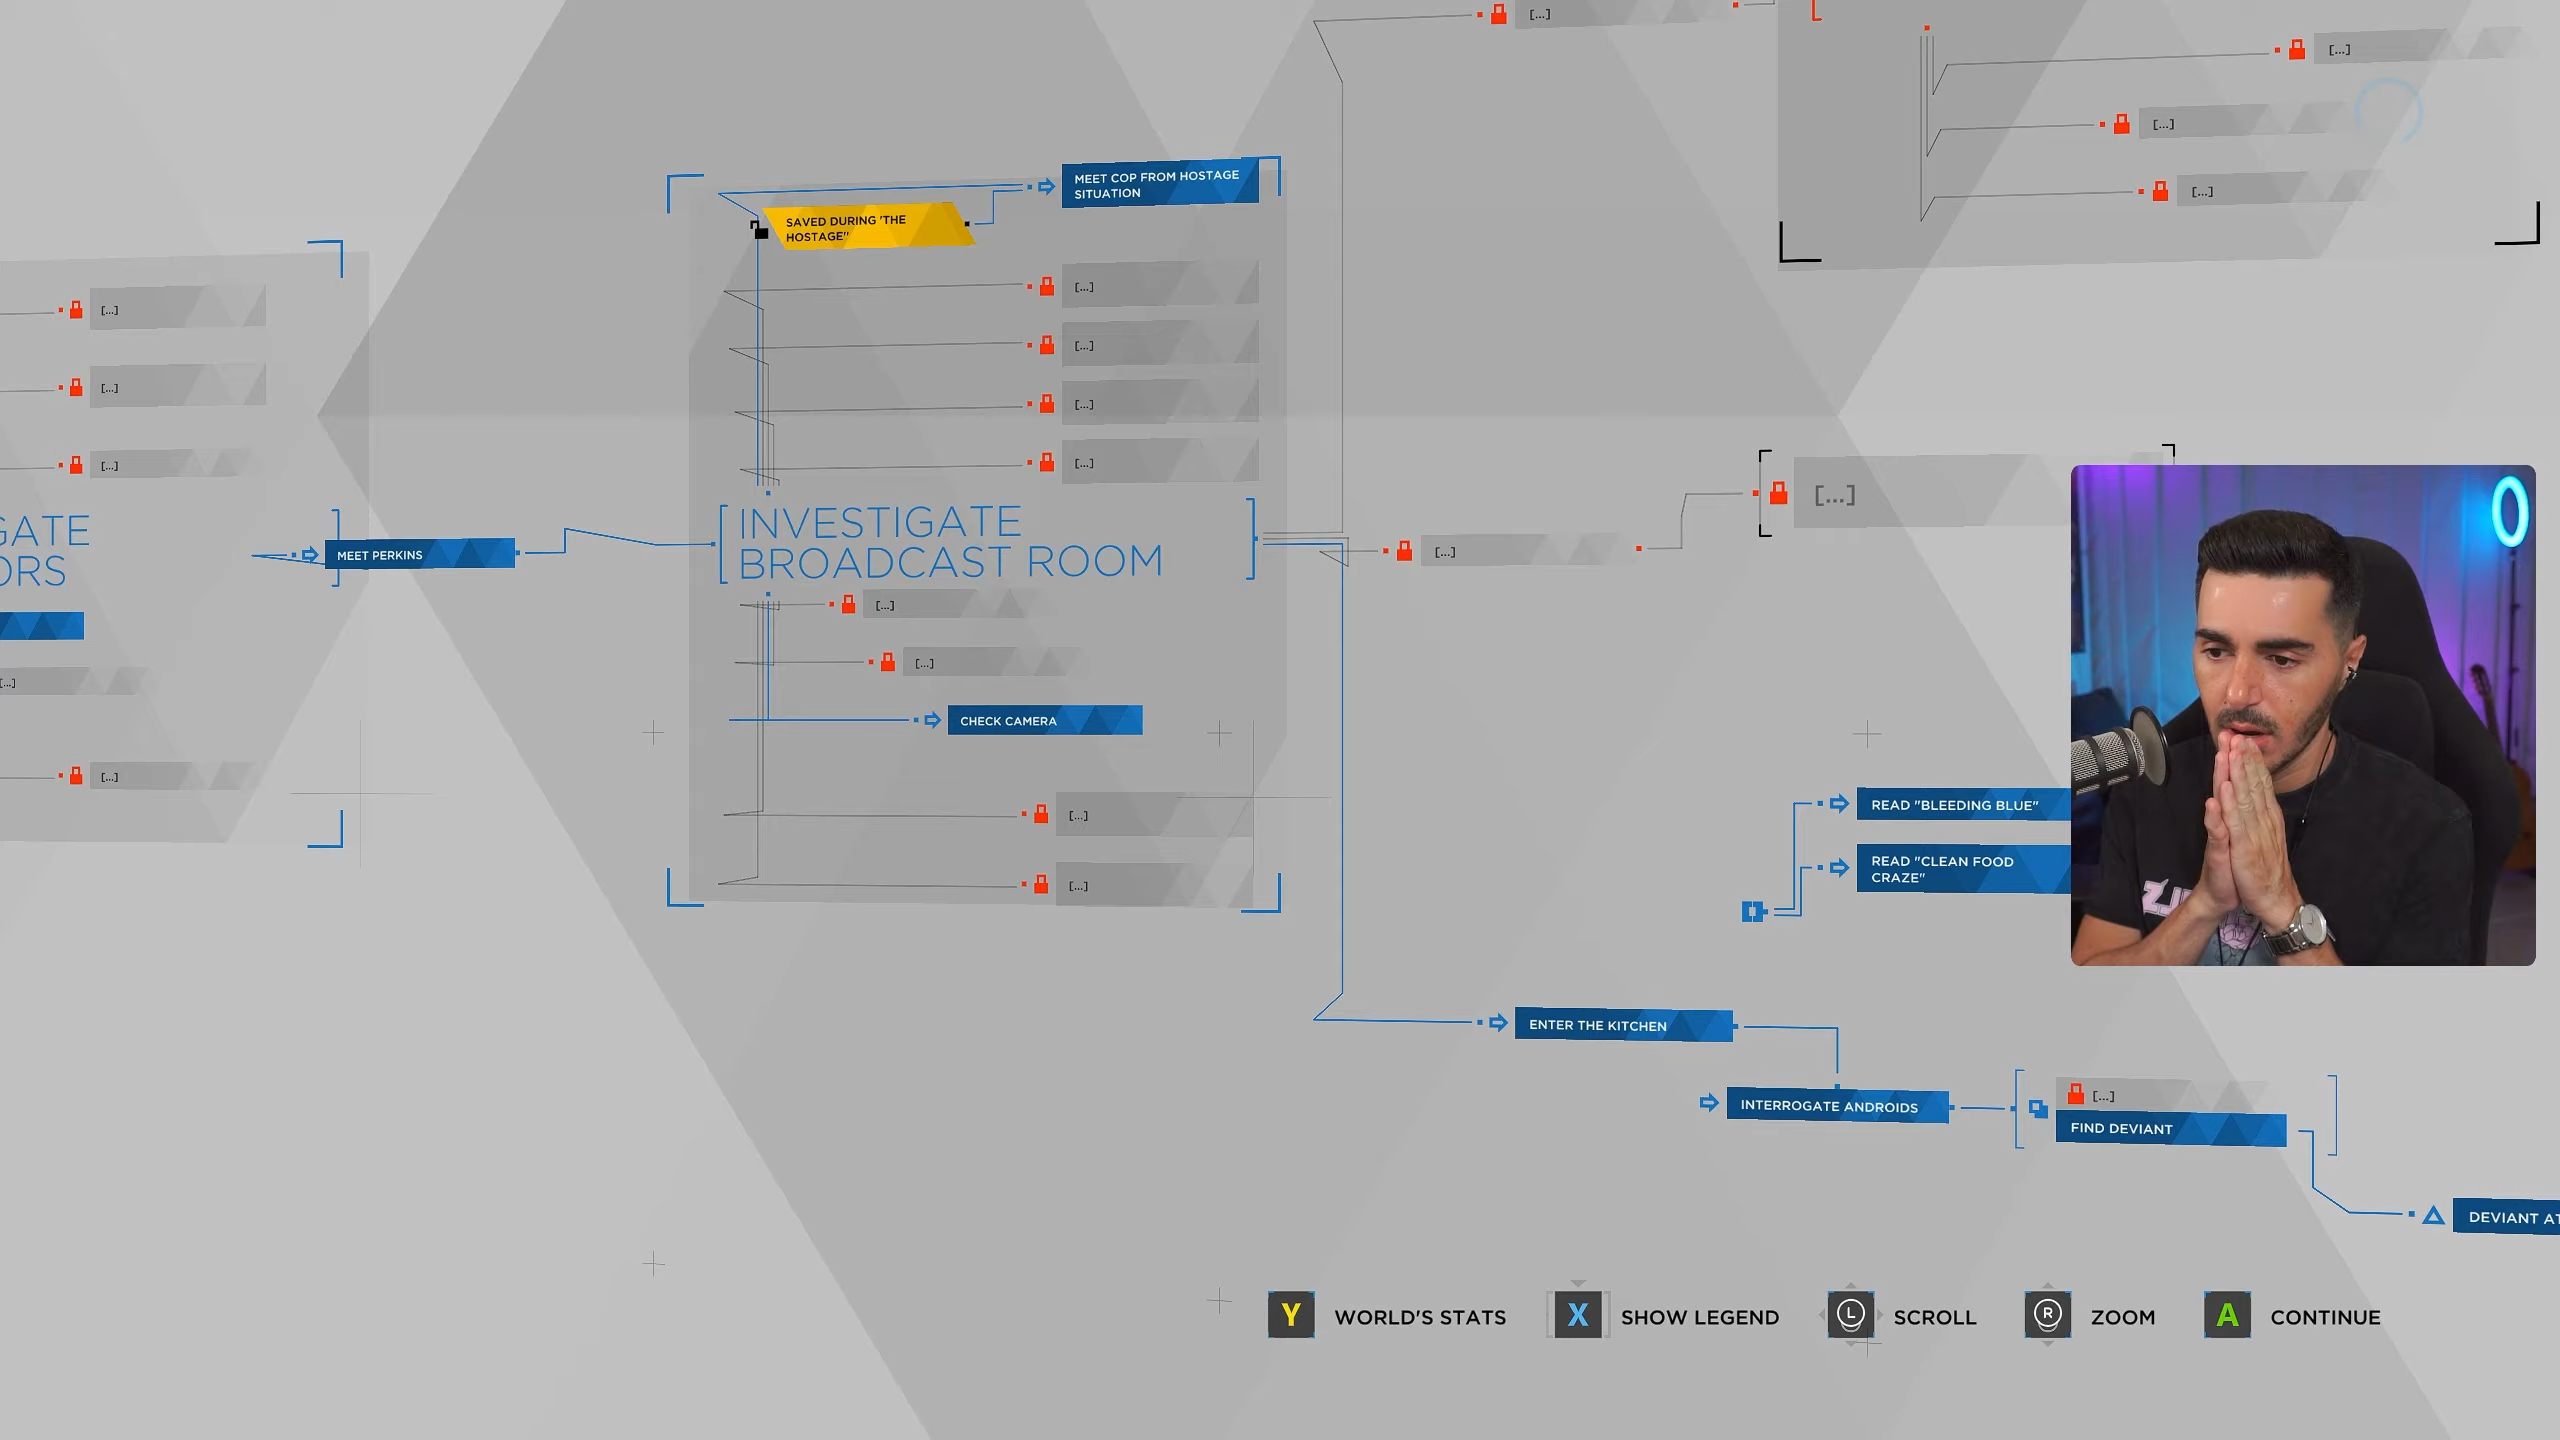 [...]
[...]
[...]
[...]
MEET COP FROM HOSTAGE
SITUATION
SAVED DURING 'THE
HOSTAGE"
[...]
[...]
[...]
[...]
[...]
[...]
[...]
GATE
ORS
MEET PERKINS
INVESTIGATE
BROADCAST ROOM
[...]
[...]
[...]
[...]
[...]
CHECK CAMERA
[...]
[...]
[...]
READ "BLEEDING BLUE"
READ "CLEAN FOOD
CRAZE"
ENTER THE KITCHEN
INTERROGATE ANDROIDS
[...]
FIND DEVIANT
DEVIANT AT
Y WORLD'S STATS X SHOW LEGEND L SCROLL R ZOOM A CONTINUE